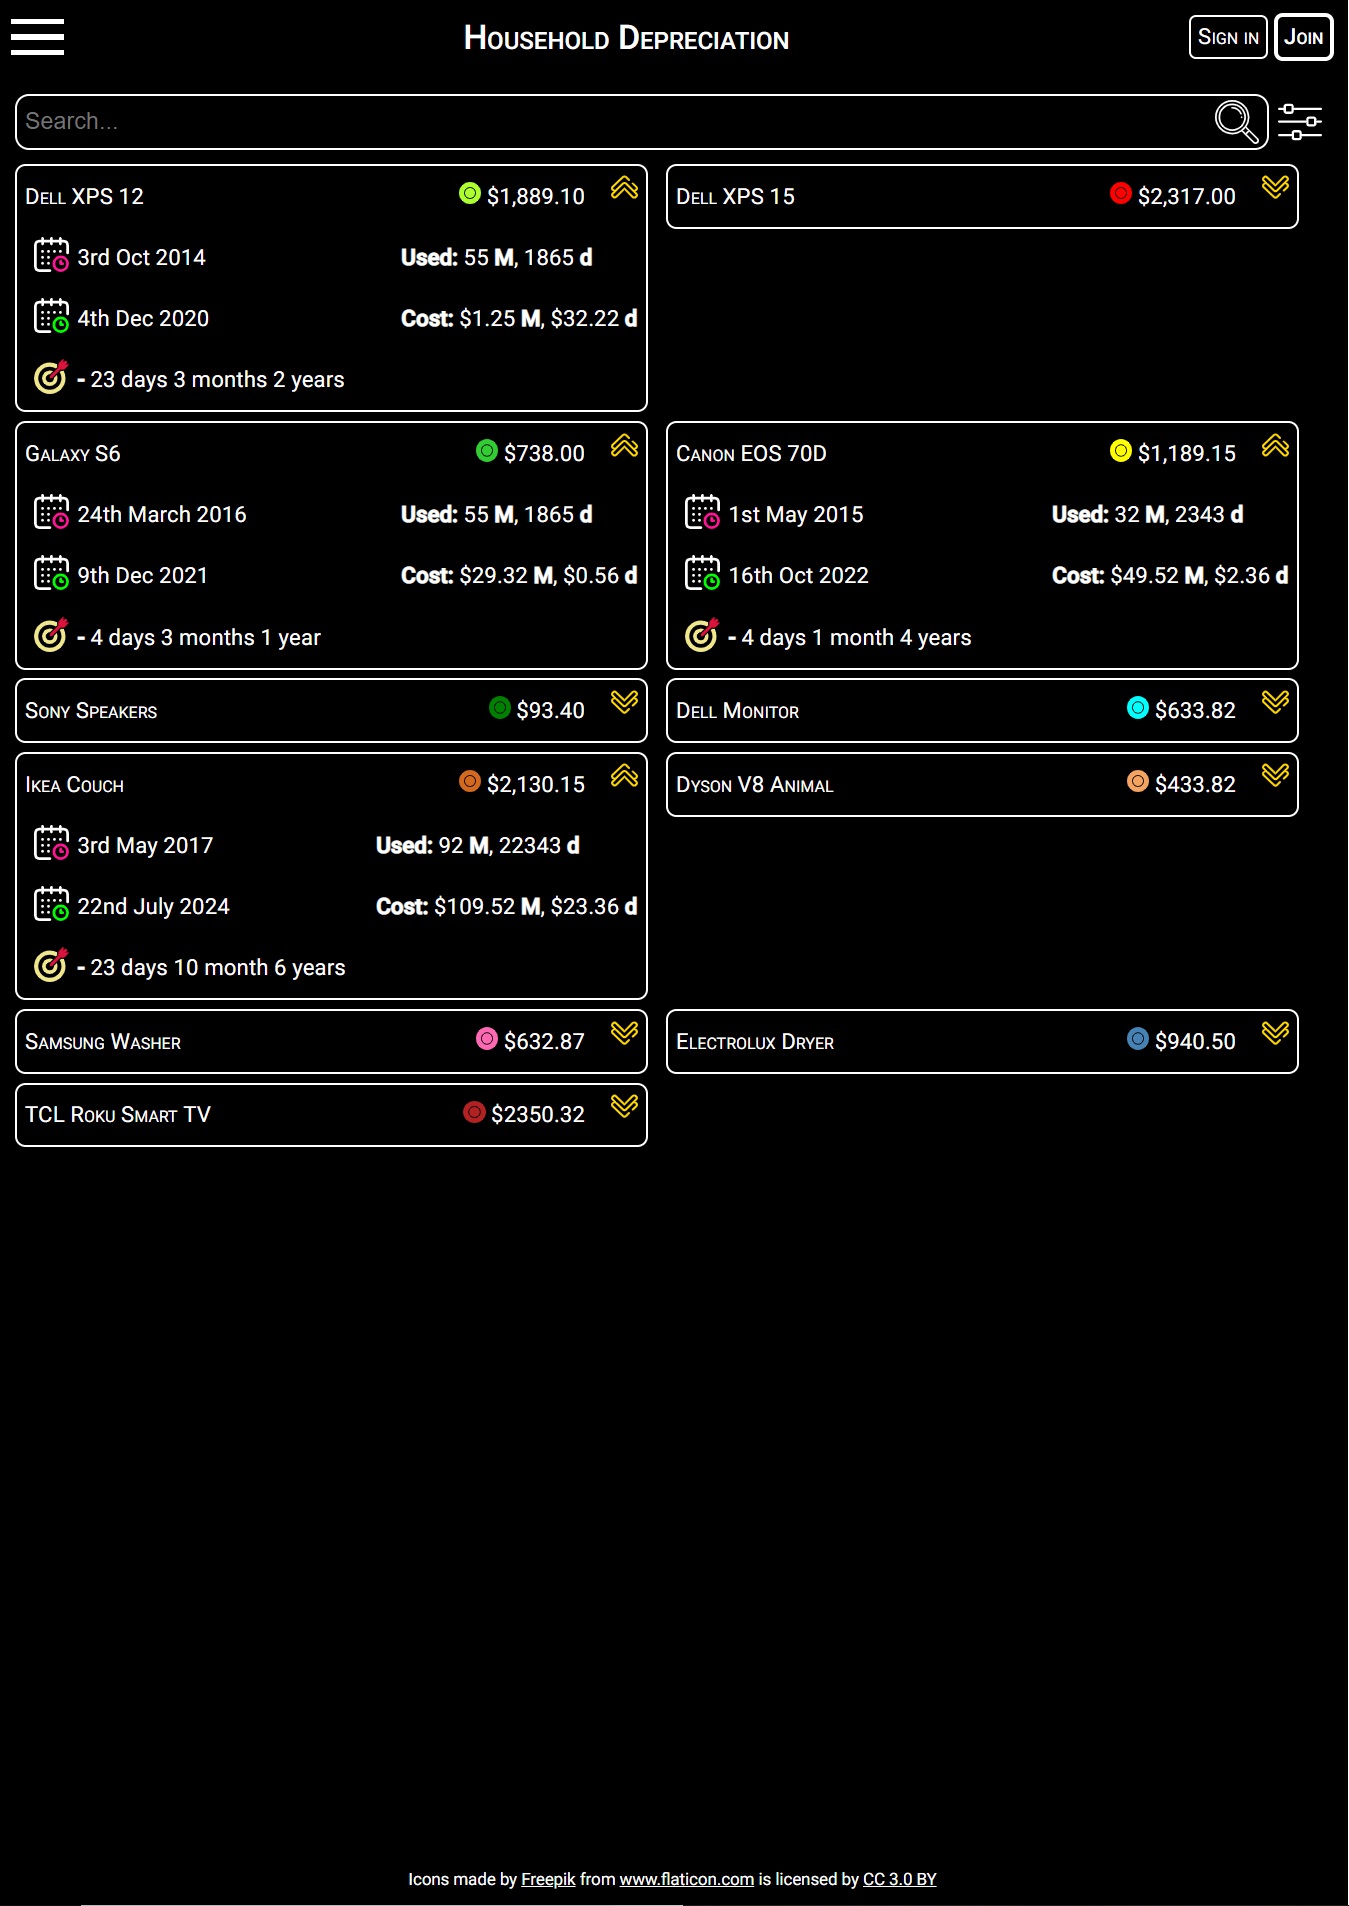 Household Depreciation
Sign in
Join
Search...
Dell XPS 12 $1,889.10
3rd Oct 2014 Used: 55 M, 1865 d
4th Dec 2020 Cost: $1.25 M, $32.22 d
- 23 days 3 months 2 years
Dell XPS 15 $2,317.00
Galaxy S6 $738.00
24th March 2016 Used: 55 M, 1865 d
9th Dec 2021 Cost: $29.32 M, $0.56 d
- 4 days 3 months 1 year
Canon EOS 70D $1,189.15
1st May 2015 Used: 32 M, 2343 d
16th Oct 2022 Cost: $49.52 M, $2.36 d
- 4 days 1 month 4 years
Sony Speakers $93.40
Dell Monitor $633.82
Ikea Couch $2,130.15
3rd May 2017 Used: 92 M, 22343 d
22nd July 2024 Cost: $109.52 M, $23.36 d
- 23 days 10 month 6 years
Dyson V8 Animal $433.82
Samsung Washer $632.87
Electrolux Dryer $940.50
TCL Roku Smart TV $2350.32
Icons made by Freepik from www.flaticon.com is licensed by CC 3.0 BY